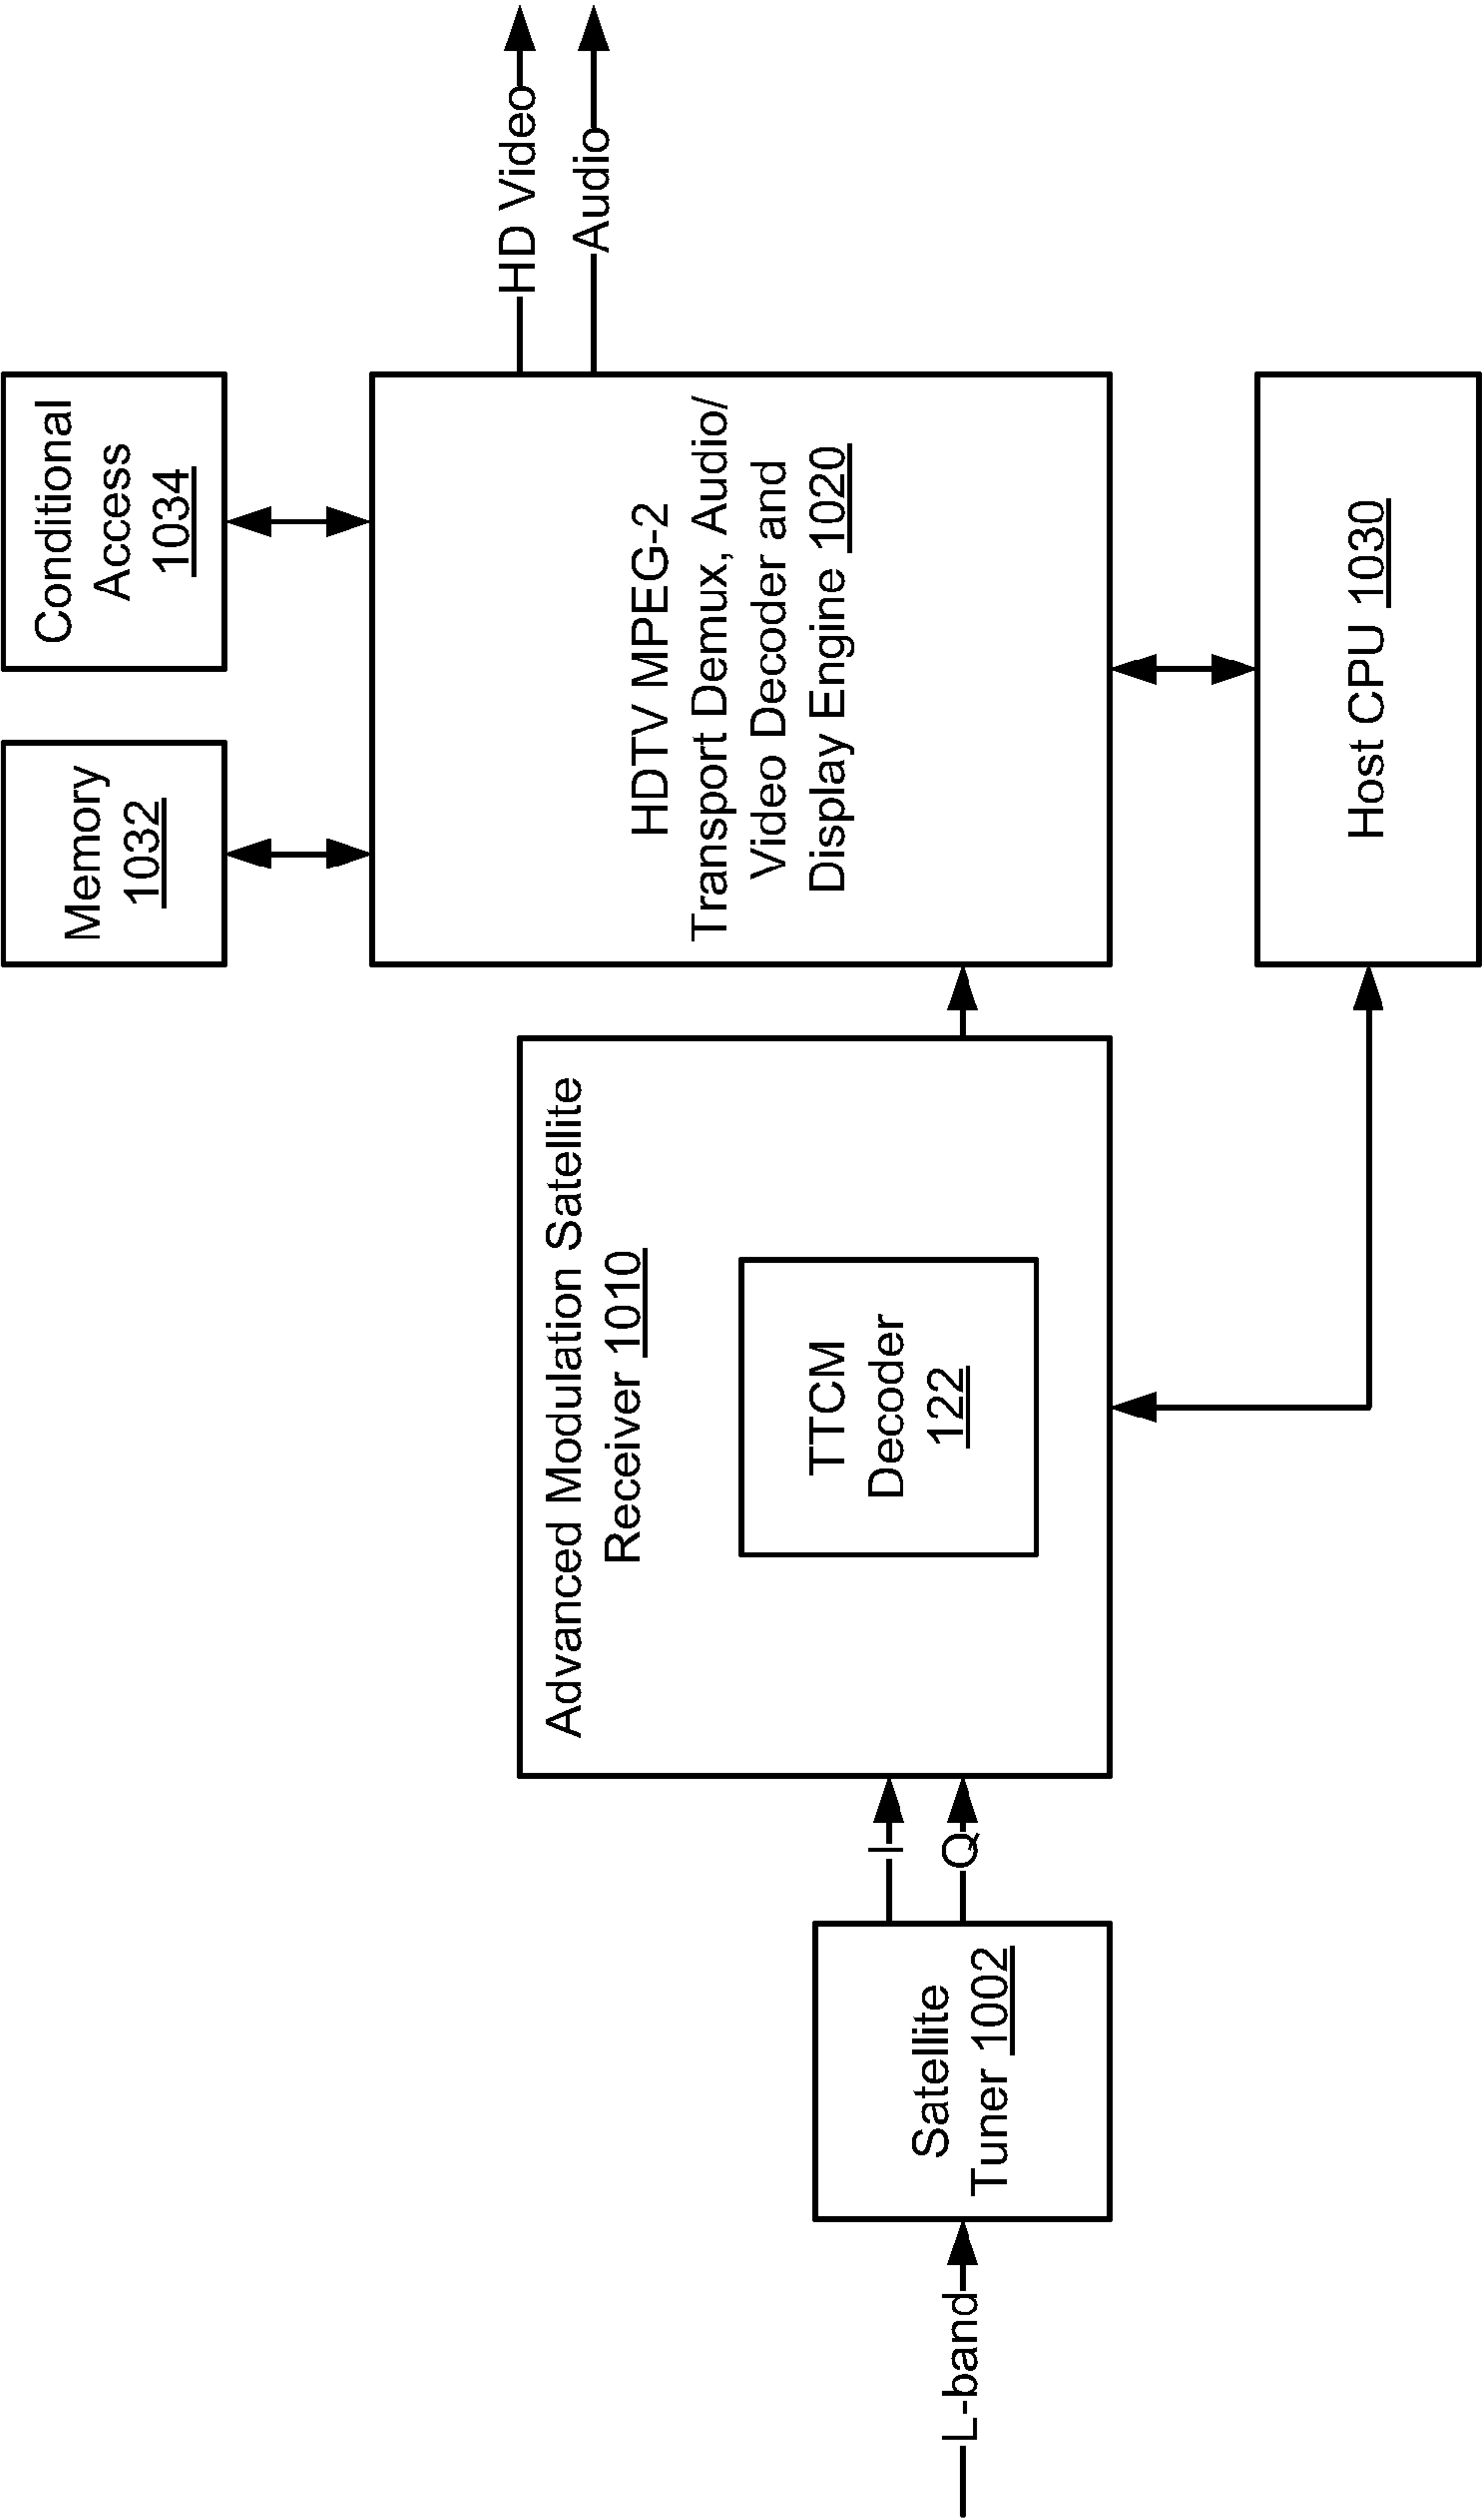 Memory
1032
Conditional
Access
1034
HDTV MPEG-2
Transport Demux, Audio/
Video Decoder and
Display Engine 1020
HD Video
Audio
Advanced Modulation Satellite
Receiver 1010
TTCM
Decoder
122
L-band
Satellite
Tuner 1002
I
Q
Host CPU 1030